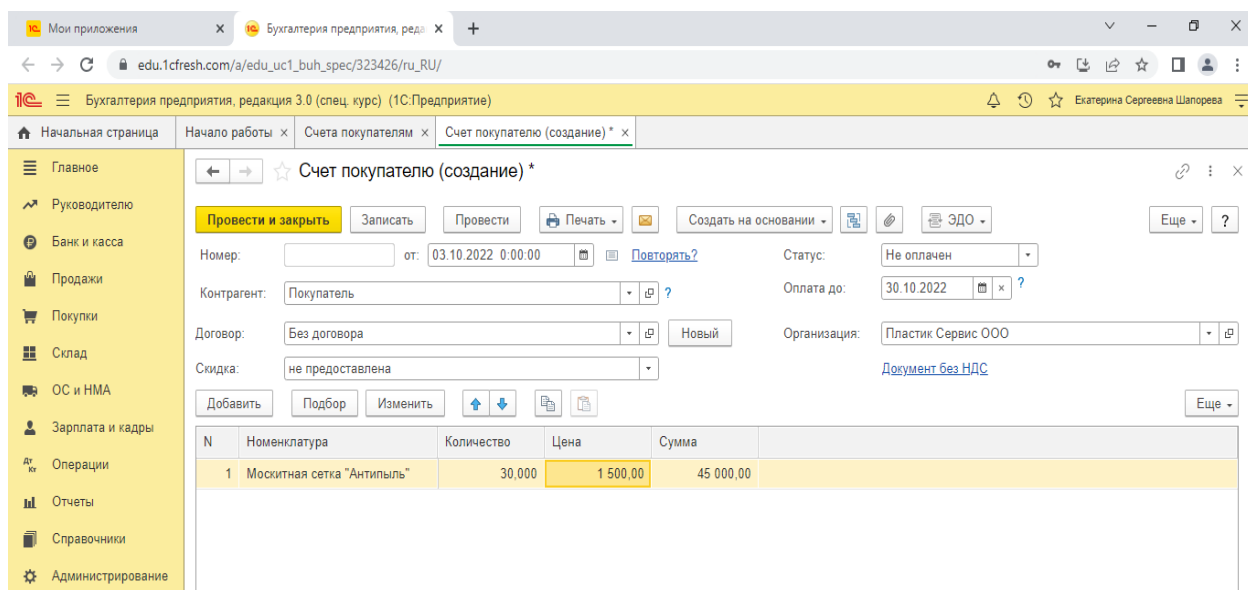 Мои приложения
Бухгалтерия предприятия, реда
edu.1cfresh.com/a/edu_uc1_buh_spec/323426/ru_RU/
Бухгалтерия предприятия, редакция 3.0 (спец. курс) (1С:Предприятие)
Екатерина Сергеевна Шапорева
Начальная страница
Начало работы
Счета покупателям
Счет покупателю (создание) *
Главное
Руководителю
Банк и касса
Продажи
Покупки
Склад
ОС и НМА
Зарплата и кадры
Операции
Отчеты
Справочники
Администрирование
Счет покупателю (создание) *
Провести и закрыть Записать Провести Печать Создать на основании ЭДО Еще ?
Номер: от: 03.10.2022 0:00:00 Повторять? Статус: Не оплачен
Контрагент: Покупатель ? Оплата до: 30.10.2022 ?
Договор: Без договора Новый Организация: Пластик Сервис ООО
Скидка: не предоставлена Документ без НДС
Добавить Подбор Изменить Еще
N Номенклатура Количество Цена Сумма
1 Москитная сетка "Антипыль" 30,000 1 500,00 45 000,00